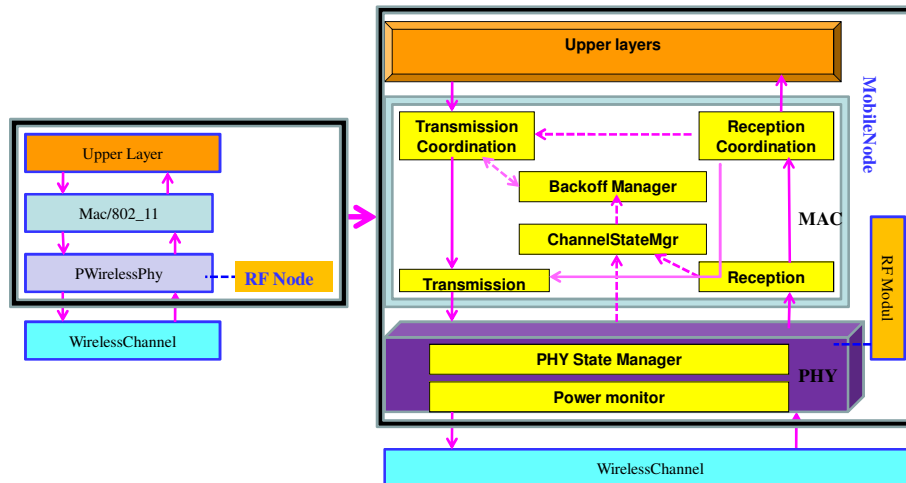 Upper Layer
Mac/802_11
PWirelessPhy
RF Node
WirelessChannel
Upper layers
MobileNode
Transmission
Coordination
Reception
Coordination
Backoff Manager
MAC
ChannelStateMgr
Transmission
Reception
RF Modul
PHY State Manager
PHY
Power monitor
WirelessChannel